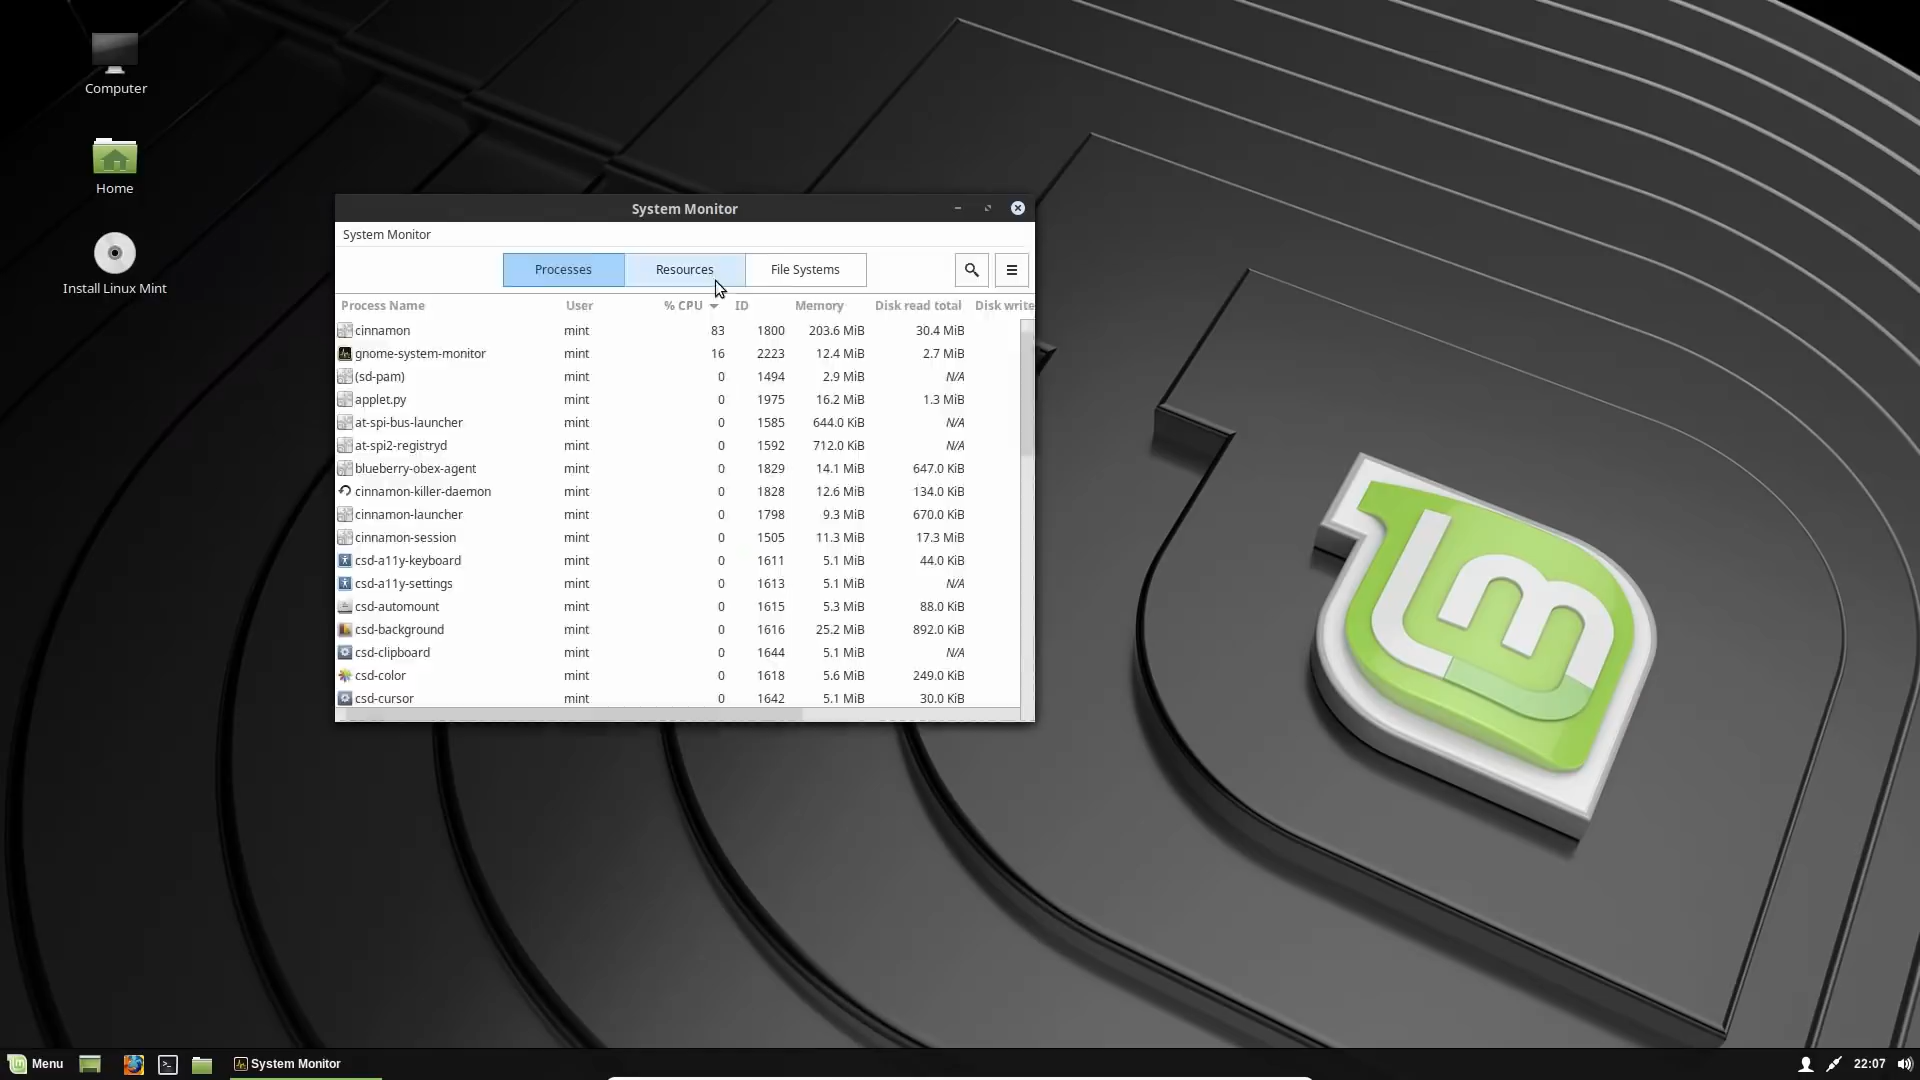 Computer
Home
Install Linux Mint
System Monitor
System Monitor
Processes Resources File Systems
Process Name User % CPU ID Memory Disk read total Disk write
cinnamon mint 83 1800 203.6 MiB 30.4 MiB
gnome-system-monitor mint 16 2223 12.4 MiB 2.7 MiB
(sd-pam) mint 0 1494 2.9 MiB N/A
applet.py mint 0 1975 16.2 MiB 1.3 MiB
at-spi-bus-launcher mint 0 1585 644.0 KiB N/A
at-spi2-registryd mint 0 1592 712.0 KiB N/A
blueberry-obex-agent mint 0 1829 14.1 MiB 647.0 KiB
cinnamon-killer-daemon mint 0 1828 12.6 MiB 134.0 KiB
cinnamon-launcher mint 0 1798 9.3 MiB 670.0 KiB
cinnamon-session mint 0 1505 11.3 MiB 17.3 MiB
csd-a11y-keyboard mint 0 1611 5.1 MiB 44.0 KiB
csd-a11y-settings mint 0 1613 5.1 MiB N/A
csd-automount mint 0 1615 5.3 MiB 88.0 KiB
csd-background mint 0 1616 25.2 MiB 892.0 KiB
csd-clipboard mint 0 1644 5.1 MiB N/A
csd-color mint 0 1618 5.6 MiB 249.0 KiB
csd-cursor mint 0 1642 5.1 MiB 30.0 KiB
lm
Menu System Monitor 22:07